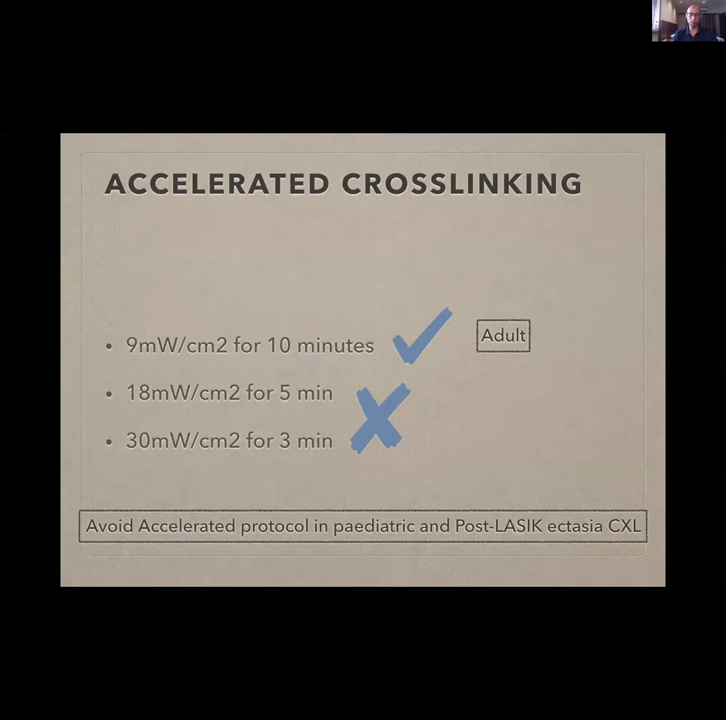 ACCELERATED CROSSLINKING
• 9mW/cm2 for 10 minutes
Adult
• 18mW/cm2 for 5 min
• 30mW/cm2 for 3 min
Avoid Accelerated protocol in paediatric and Post-LASIK ectasia CXL